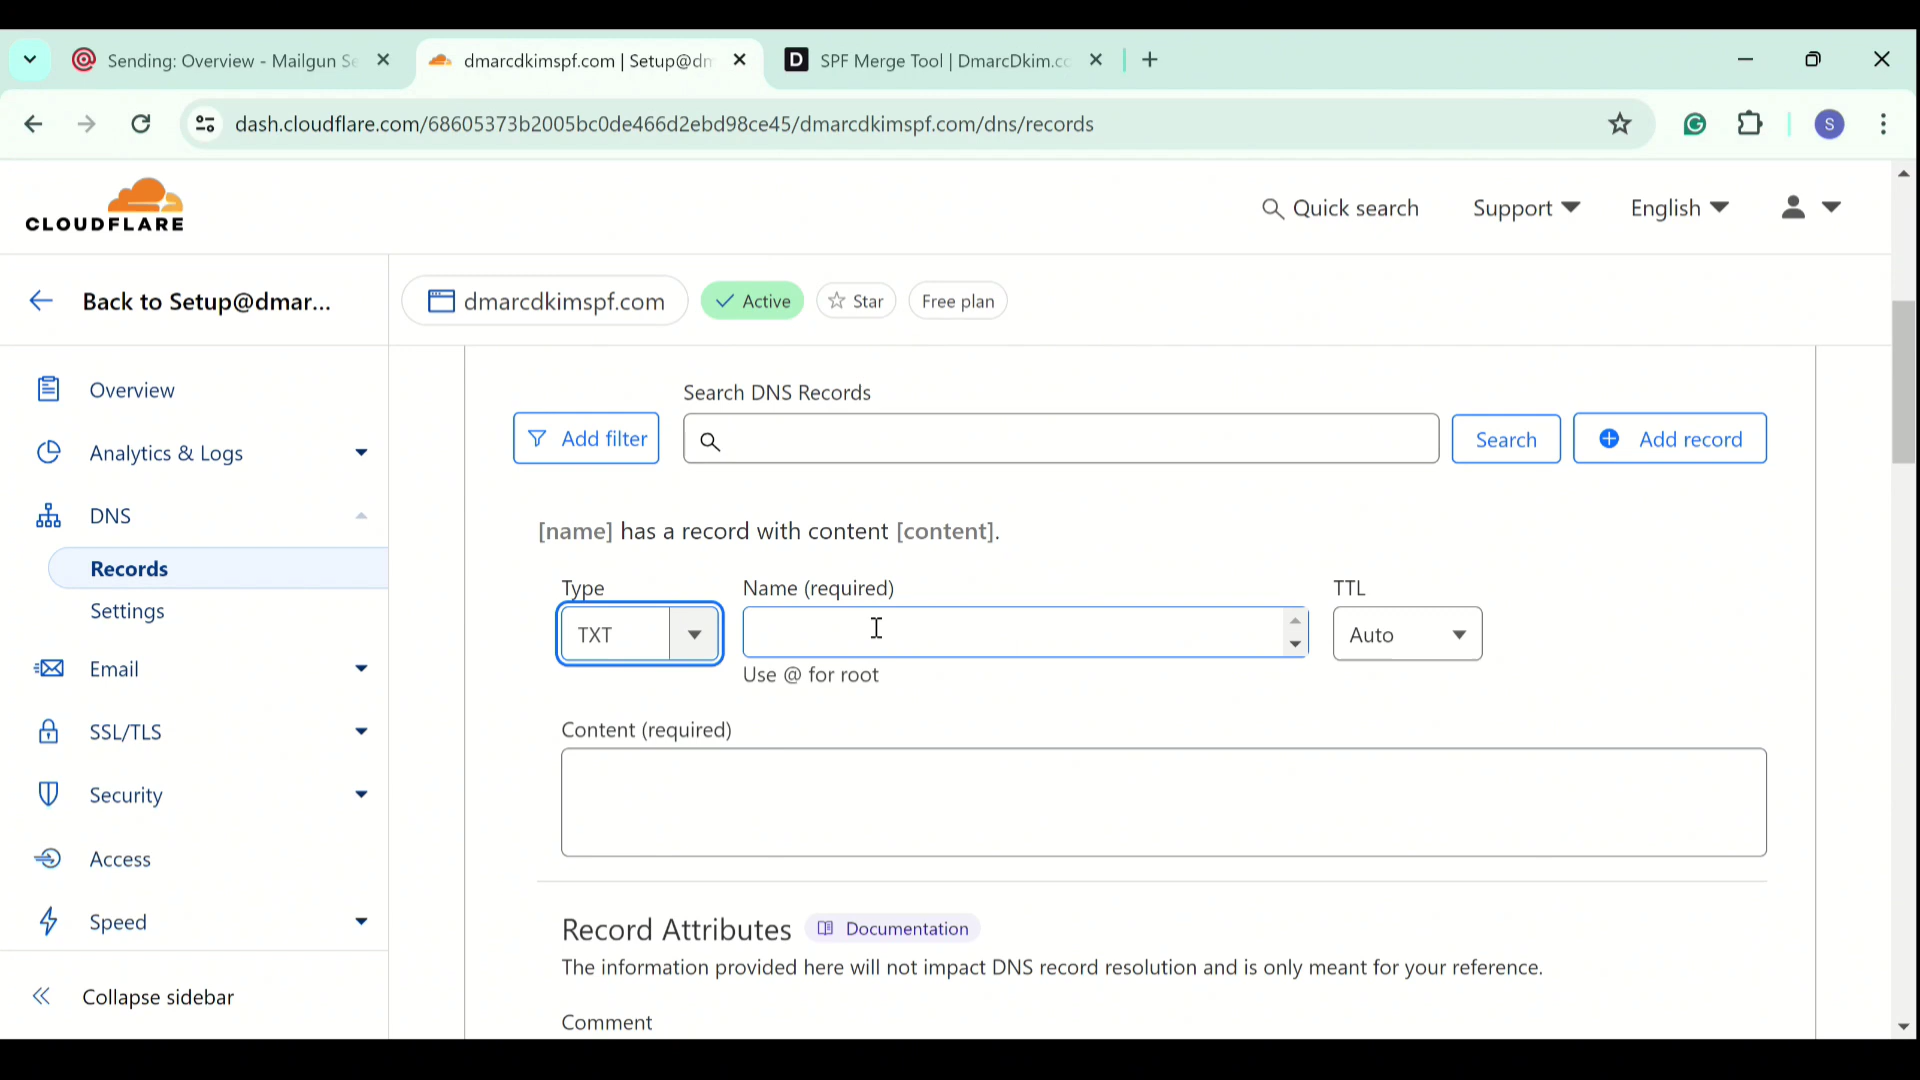 Sending: Overview - Mailgun Se
dmarcdkimspf.com | Setup@dm
D
SPF Merge Tool | DmarcDkim.co
dash.cloudflare.com/68605373b2005bc0de466d2ebd98ce45/dmarcdkimspf.com/dns/records
S
CLOUDFLARE
Quick search
Support
English
Back to Setup@dmar...
dmarcdkimspf.com
Active
Star
Free plan
Overview
Analytics & Logs
DNS
Records
Settings
Email
SSL/TLS
Security
Access
Speed
Collapse sidebar
Search DNS Records
Add filter
Search
Add record
[name] has a record with content [content].
Type
Name (required)
TTL
TXT
Auto
Use @ for root
Content (required)
Record Attributes
Documentation
The information provided here will not impact DNS record resolution and is only meant for your reference.
Comment